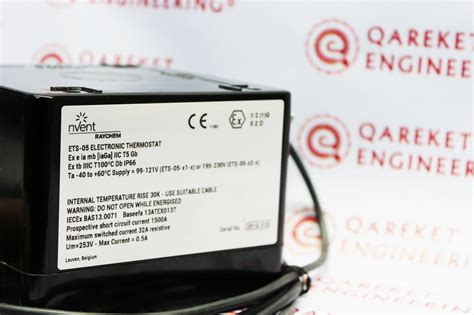 ENGINEERING®
QAREKET
ENGINEERING
QAREKET
ENGINEERING
QAREKET
ENGINEERING
nVent
RAYCHEM
CE
Ex
ETS-05 ELECTRONIC THERMOSTAT
Ex e ia mb [iaGa] IIC T5 Gb
Ex tb IIIC T100°C Db IP66
Ta -40 to +60°C Supply = 99-121V (ETS-05-x1-x) or 195-230V (ETS-05-x2-x)
INTERNAL TEMPERATURE RISE 30K - USE SUITABLE CABLE
WARNING: DO NOT OPEN WHILE ENERGISED
IECEx BAS13.0071 Baseefa 13ATEX0137
Prospective short circuit current 1500A
Maximum switched current 32A resistive
Um=253V - Max Current = 0.5A
Leuven, Belgium